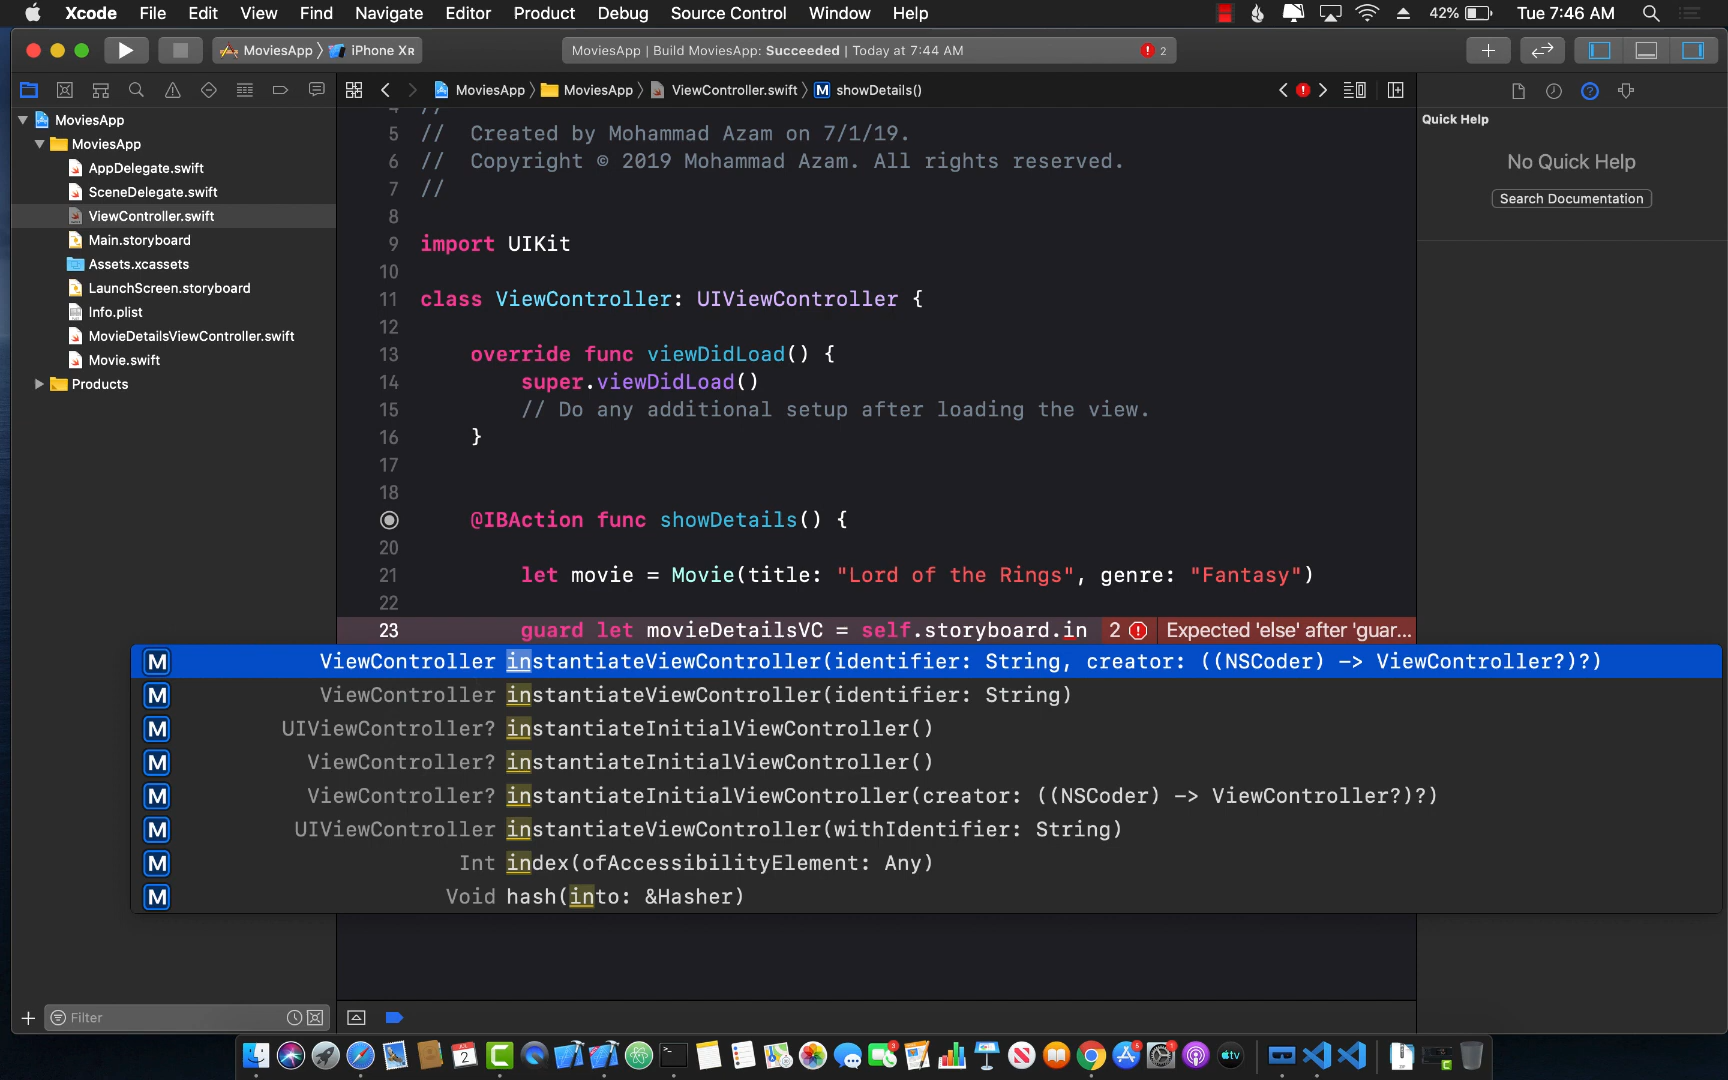 Xcode File Edit View Find Navigate Editor Product Debug Source Control Window Help 42% Tue 7:46 AM
MoviesApp 〉 iPhone XR MoviesApp | Build MoviesApp: Succeeded | Today at 7:44 AM 2
MoviesApp 〉 MoviesApp 〉 ViewController.swift 〉 M showDetails()
MoviesApp
MoviesApp
AppDelegate.swift
SceneDelegate.swift
ViewController.swift
Main.storyboard
Assets.xcassets
LaunchScreen.storyboard
Info.plist
MovieDetailsViewController.swift
Movie.swift
Products
Filter
4 //
5 // Created by Mohammad Azam on 7/1/19.
6 // Copyright © 2019 Mohammad Azam. All rights reserved.
7 //
8
9 import UIKit
10
11 class ViewController: UIViewController {
12
13 override func viewDidLoad() {
14 super.viewDidLoad()
15 // Do any additional setup after loading the view.
16 }
17
18
@IBAction func showDetails() {
20
21 let movie = Movie(title: "Lord of the Rings", genre: "Fantasy")
22
23 guard let movieDetailsVC = self.storyboard.in 2 Expected 'else' after 'guar...
M ViewController instantiateViewController(identifier: String, creator: ((NSCoder) -> ViewController?)?)
M ViewController instantiateViewController(identifier: String)
M UIViewController? instantiateInitialViewController()
M ViewController? instantiateInitialViewController()
M ViewController? instantiateInitialViewController(creator: ((NSCoder) -> ViewController?)?)
M UIViewController instantiateViewController(withIdentifier: String)
M Int index(ofAccessibilityElement: Any)
M Void hash(into: &Hasher)
Quick Help
No Quick Help
Search Documentation